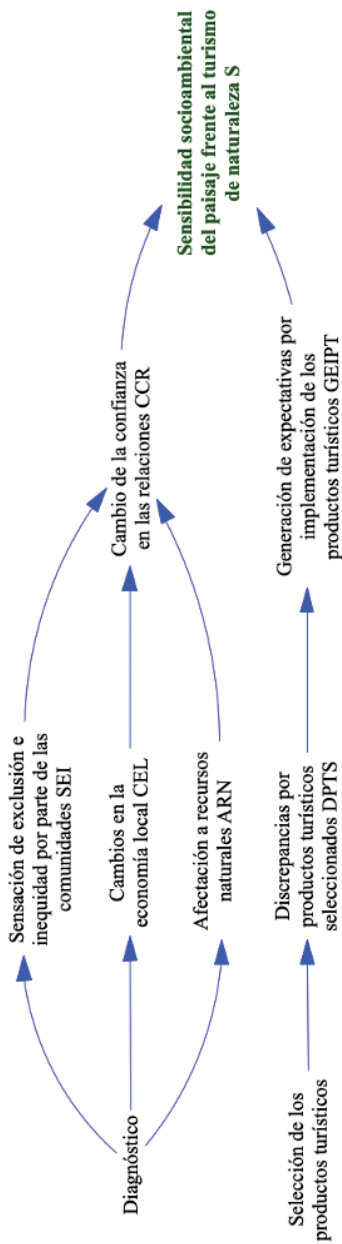 Diagnóstico
Sensación de exclusión e
inequidad por parte de las
comunidades SEI
Cambios en la
economía local CEL
Afectación a recursos
naturales ARN
Cambio de la confianza
en las relaciones CCR
Sensibilidad socioambiental
del paisaje frente al turismo
de naturaleza S
Selección de los
productos turísticos
Discrepancias por
productos turísticos
seleccionados DPTS
Generación de expectativas por
implementación de los
productos turísticos GEIPT